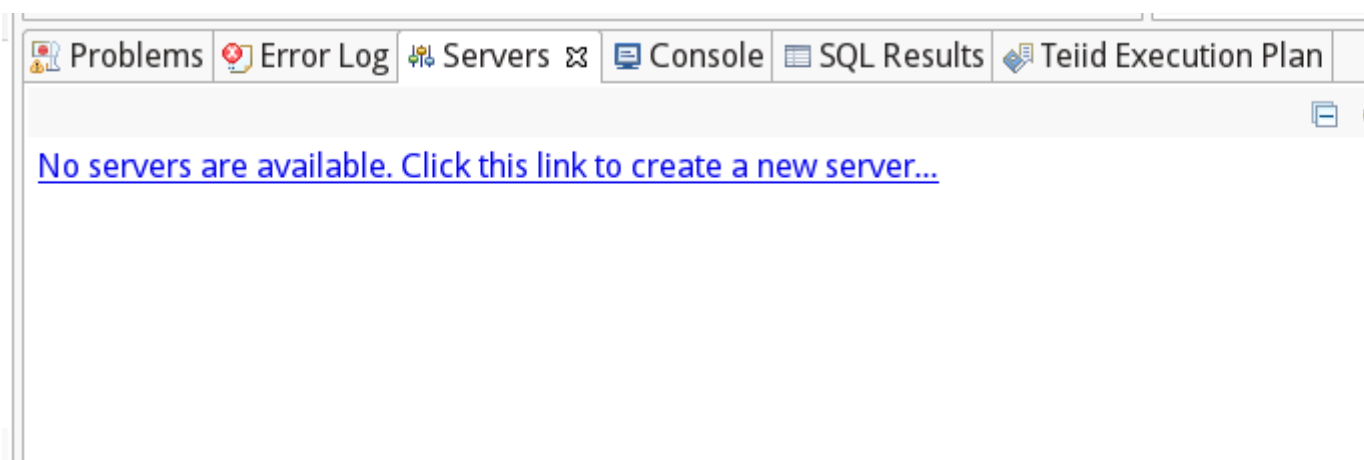 Problems Error Log Servers Console SQL Results Teiid Execution Plan
No servers are available. Click this link to create a new server...